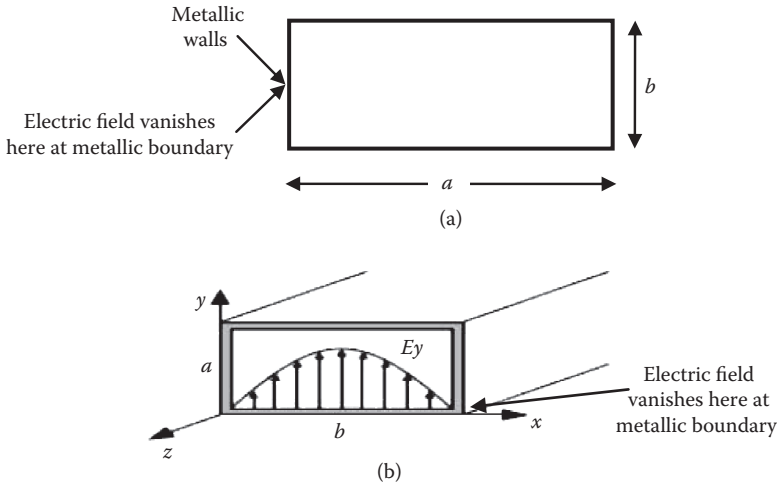 Metallic
walls
Electric field vanishes
here at metallic boundary
b
a
(a)
y
Ey
a
Electric field
vanishes here at
metallic boundary
x
b
z
(b)